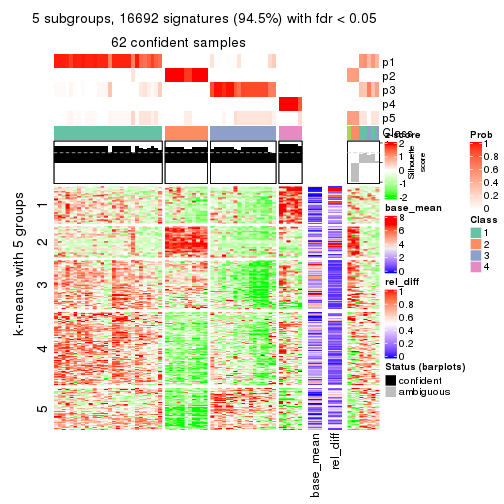 5 subgroups, 16692 signatures (94.5%) with fdr < 0.05
62 confident samples
p1
p2
p3
p4
p5
Class
Silhouette
score
k-means with 5 groups
1
2
3
4
5
base_mean
rel_diff
z-score
2
1
0
-1
-2
base_mean
8
6
4
2
0
rel_diff
1
0.8
0.6
0.4
0.2
0
Status (barplots)
confident
ambiguous
Prob
1
0.8
0.6
0.4
0.2
0
Class
1
2
3
4